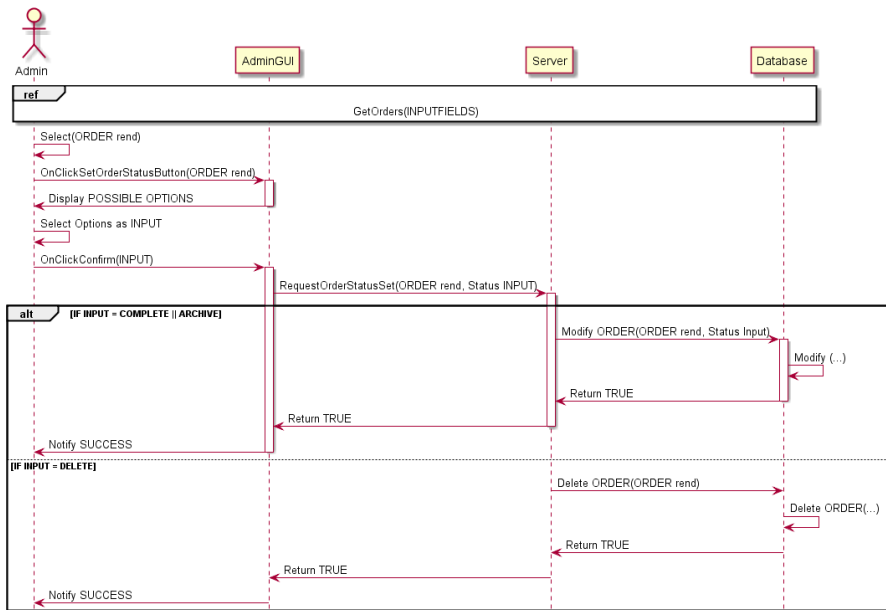 Admin
AdminGUI
Server
Database
ref
GetOrders(INPUTFIELDS)
Select(ORDER rend)
OnClickSetOrderStatusButton(ORDER rend)
Display POSSIBLE OPTIONS
Select Options as INPUT
OnClickConfirm(INPUT)
RequestOrderStatusSet(ORDER rend, Status INPUT)
alt
[IF INPUT = COMPLETE || ARCHIVE]
Modify ORDER(ORDER rend, Status Input)
Modify (...)
Return TRUE
Return TRUE
Notify SUCCESS
[IF INPUT = DELETE]
Delete ORDER(ORDER rend)
Delete ORDER(...)
Return TRUE
Return TRUE
Notify SUCCESS